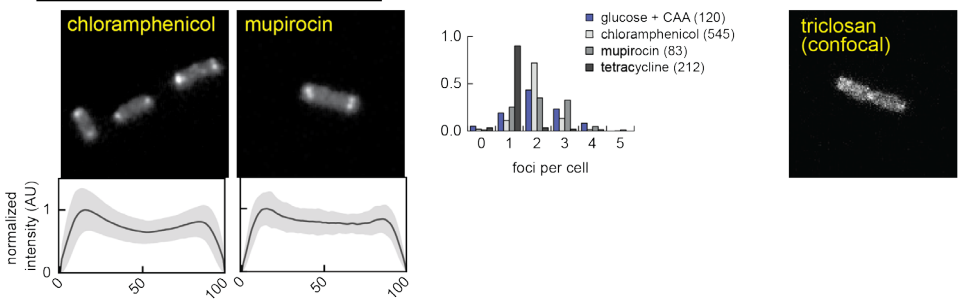 chloramphenicol
mupirocin
normalized
intensity (AU)
1
0
0
50
100
0
50
100
1.0
0.5
0.0
0
1
2
3
4
5
foci per cell
glucose + CAA (120)
chloramphenicol (545)
mupirocin (83)
tetracycline (212)
triclosan
(confocal)